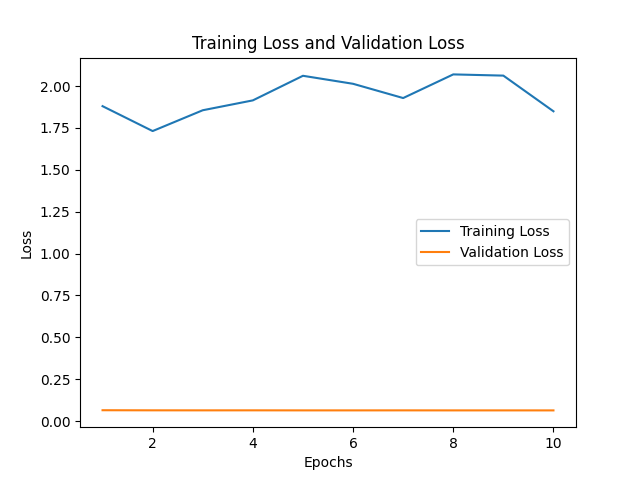 Training Loss and Validation Loss
2.00
1.75
1.50
1.25
1.00
0.75
0.50
0.25
0.00
Loss
Training Loss
Validation Loss
2 4 6 8 10
Epochs